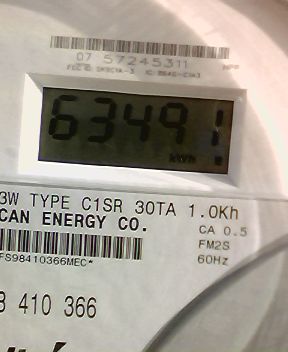 07 57245311
63491
kWh
3W TYPE C1SR 30TA 1.0Kh
CAN ENERGY CO.
CA 0.5
FM2S
60Hz
FS98410366MEC*
8 410 366